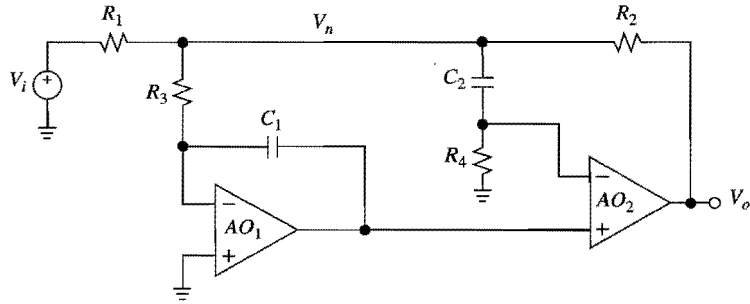 R1
Vn
R2
Vi
+
R3
C1
C2
R4
−
AO1
+
−
AO2
+
Vo